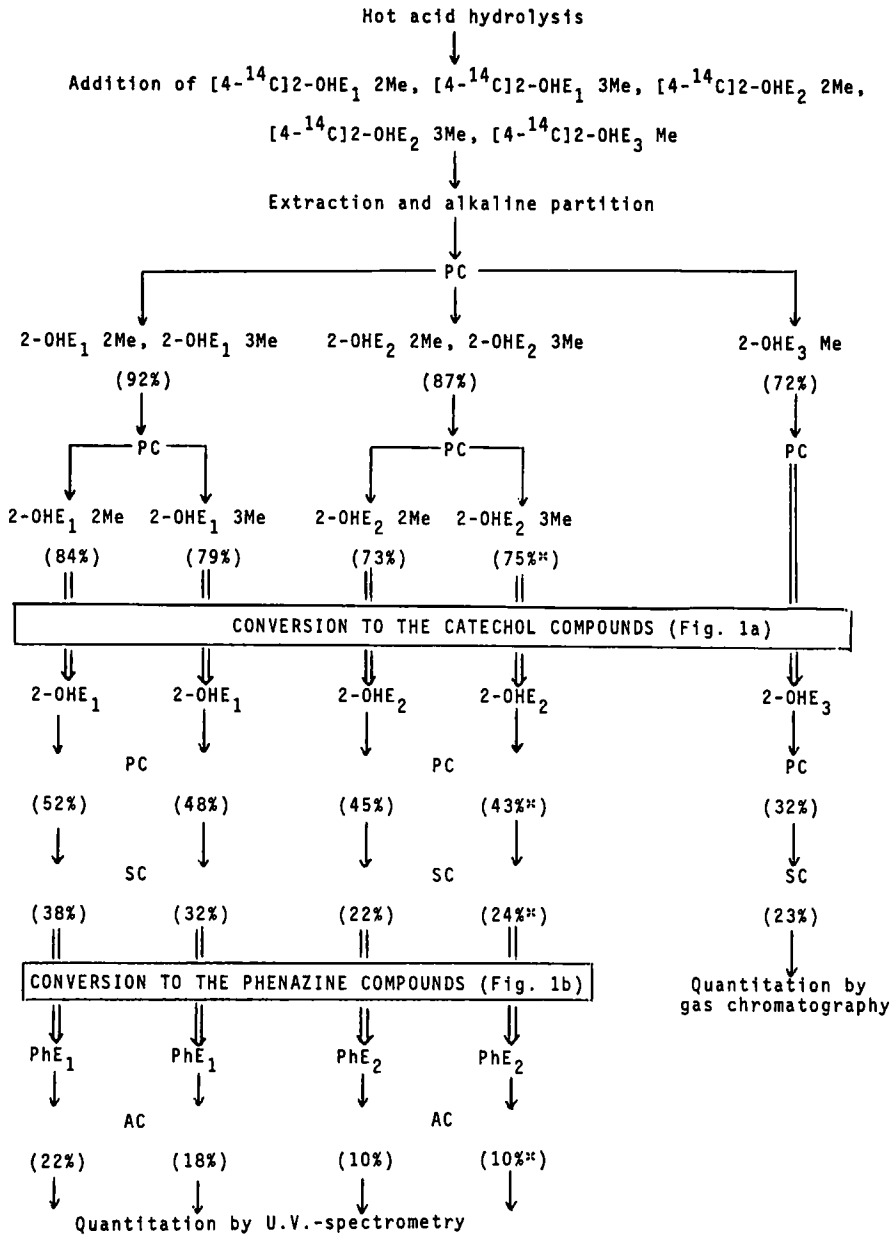 Hot acid hydrolysis
Addition of [4-¹⁴C]2-OHE₁ 2Me, [4-¹⁴C]2-OHE₁ 3Me, [4-¹⁴C]2-OHE₂ 2Me,
[4-¹⁴C]2-OHE₂ 3Me, [4-¹⁴C]2-OHE₃ Me
Extraction and alkaline partition
PC
2-OHE₁ 2Me, 2-OHE₁ 3Me 2-OHE₂ 2Me, 2-OHE₂ 3Me 2-OHE₃ Me
(92%) (87%) (72%)
PC PC PC
2-OHE₁ 2Me 2-OHE₁ 3Me 2-OHE₂ 2Me 2-OHE₂ 3Me
(84%) (79%) (73%) (75%*)
CONVERSION TO THE CATECHOL COMPOUNDS (Fig. 1a)
2-OHE₁ 2-OHE₁ 2-OHE₂ 2-OHE₂ 2-OHE₃
PC PC PC
(52%) (48%) (45%) (43%*) (32%)
SC SC SC
(38%) (32%) (22%) (24%*) (23%)
CONVERSION TO THE PHENAZINE COMPOUNDS (Fig. 1b)
Quantitation by
gas chromatography
PhE₁ PhE₁ PhE₂ PhE₂
AC AC
(22%) (18%) (10%) (10%*)
Quantitation by U.V.-spectrometry